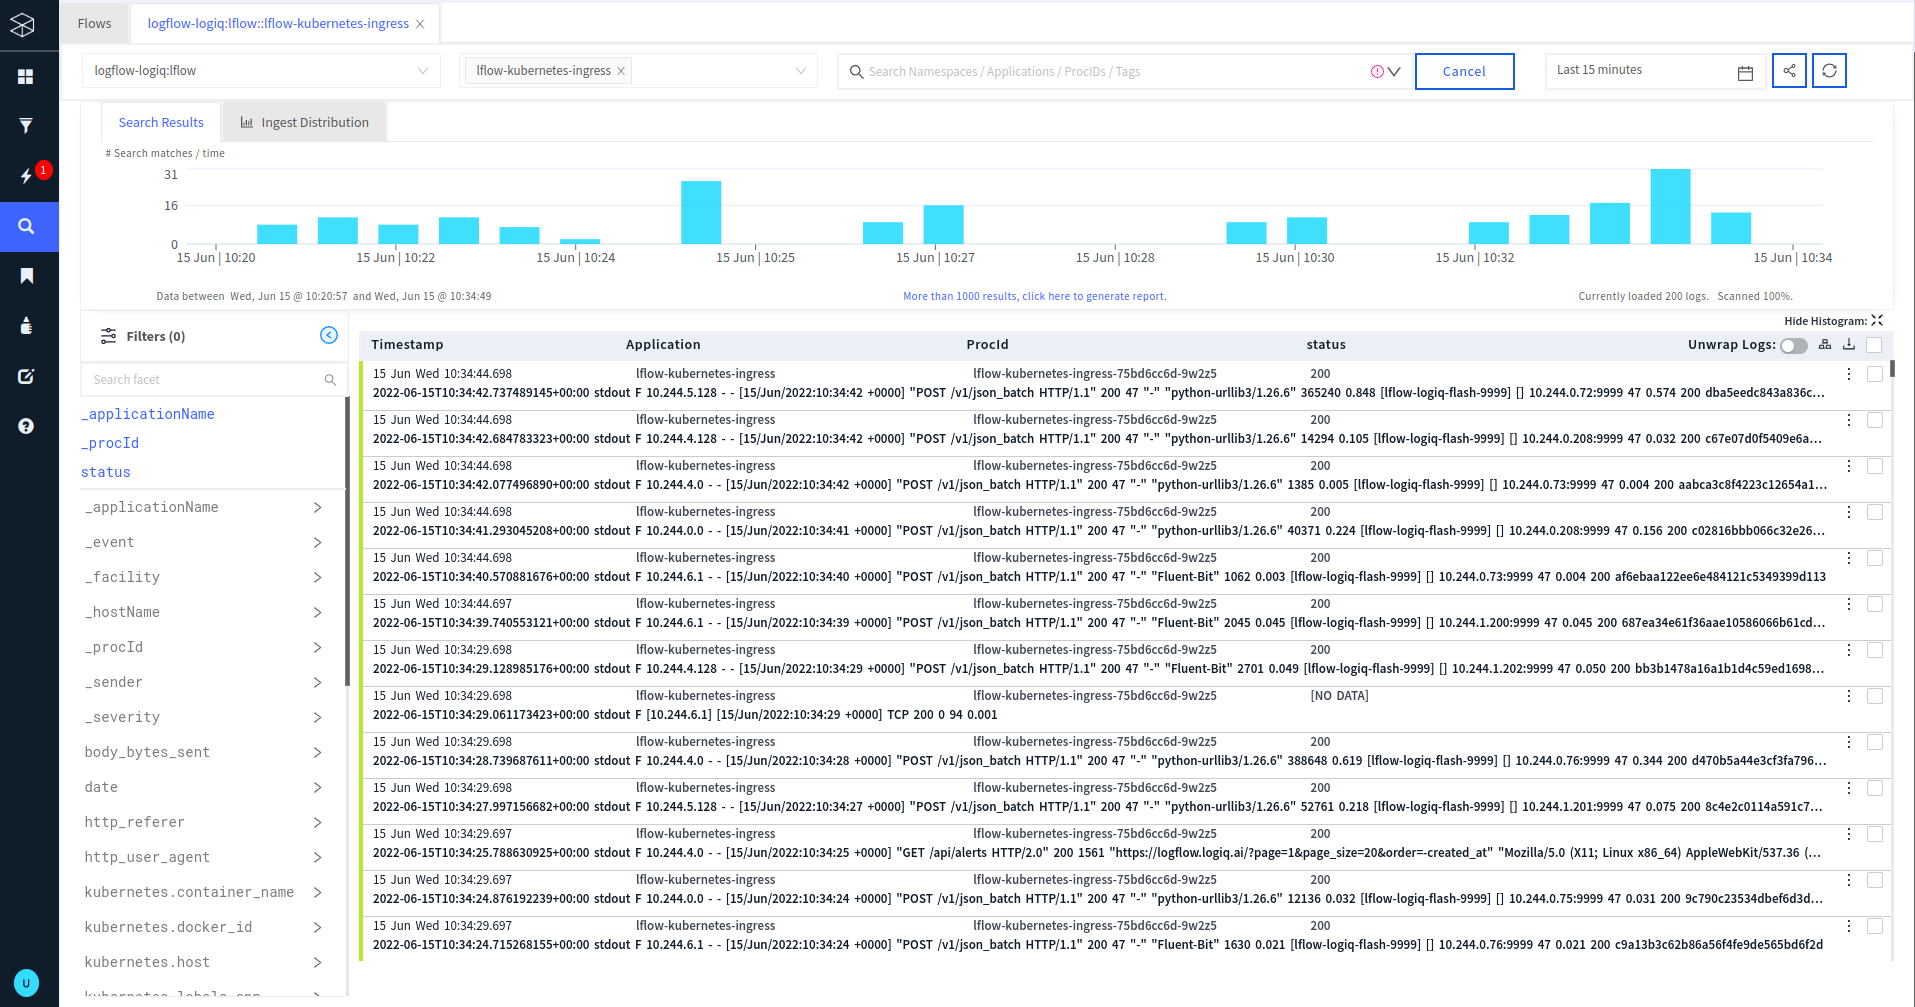 Flows
logflow-logiq:lflow::lflow-kubernetes-ingress
logflow-logiq:lflow
lflow-kubernetes-ingress
Search Namespaces / Applications / ProcIDs / Tags
Cancel
Last 15 minutes
1
Search Results
Ingest Distribution
# Search matches / time
31
16
0
15 Jun | 10:20
15 Jun | 10:22
15 Jun | 10:24
15 Jun | 10:25
15 Jun | 10:27
15 Jun | 10:28
15 Jun | 10:30
15 Jun | 10:32
15 Jun | 10:34
Data between Wed, Jun 15 @ 10:20:57 and Wed, Jun 15 @ 10:34:49
More than 1000 results, click here to generate report.
Currently loaded 200 logs. Scanned 100%.
Filters (0)
Search facet
_applicationName
_procId
status
_applicationName
_event
_facility
_hostName
_procId
_sender
_severity
body_bytes_sent
date
http_referer
http_user_agent
kubernetes.container_name
kubernetes.docker_id
kubernetes.host
U
Hide Histogram:
Timestamp Application ProcId status Unwrap Logs:
15 Jun Wed 10:34:44.698 lflow-kubernetes-ingress lflow-kubernetes-ingress-75bd6cc6d-9w2z5 200
2022-06-15T10:34:42.737489145+00:00 stdout F 10.244.5.128 - - [15/Jun/2022:10:34:42 +0000] "POST /v1/json_batch HTTP/1.1" 200 47 "-" "python-urllib3/1.26.6" 365240 0.848 [lflow-logiq-flash-9999] [] 10.244.0.72:9999 47 0.574 200 dba5eedc843a836c...
15 Jun Wed 10:34:44.698 lflow-kubernetes-ingress lflow-kubernetes-ingress-75bd6cc6d-9w2z5 200
2022-06-15T10:34:42.684783323+00:00 stdout F 10.244.4.128 - - [15/Jun/2022:10:34:42 +0000] "POST /v1/json_batch HTTP/1.1" 200 47 "-" "python-urllib3/1.26.6" 14294 0.105 [lflow-logiq-flash-9999] [] 10.244.0.208:9999 47 0.032 200 c67e07d0f5409e6a...
15 Jun Wed 10:34:44.698 lflow-kubernetes-ingress lflow-kubernetes-ingress-75bd6cc6d-9w2z5 200
2022-06-15T10:34:42.077496890+00:00 stdout F 10.244.4.0 - - [15/Jun/2022:10:34:42 +0000] "POST /v1/json_batch HTTP/1.1" 200 47 "-" "python-urllib3/1.26.6" 1385 0.005 [lflow-logiq-flash-9999] [] 10.244.0.73:9999 47 0.004 200 aabca3c8f4223c12654a1...
15 Jun Wed 10:34:44.698 lflow-kubernetes-ingress lflow-kubernetes-ingress-75bd6cc6d-9w2z5 200
2022-06-15T10:34:41.293045208+00:00 stdout F 10.244.0.0 - - [15/Jun/2022:10:34:41 +0000] "POST /v1/json_batch HTTP/1.1" 200 47 "-" "python-urllib3/1.26.6" 40371 0.224 [lflow-logiq-flash-9999] [] 10.244.0.208:9999 47 0.156 200 c02816bbb066c32e26...
15 Jun Wed 10:34:44.698 lflow-kubernetes-ingress lflow-kubernetes-ingress-75bd6cc6d-9w2z5 200
2022-06-15T10:34:40.570881676+00:00 stdout F 10.244.6.1 - - [15/Jun/2022:10:34:40 +0000] "POST /v1/json_batch HTTP/1.1" 200 47 "-" "Fluent-Bit" 1062 0.003 [lflow-logiq-flash-9999] [] 10.244.0.73:9999 47 0.004 200 af6ebaa122ee6e484121c5349399d113
15 Jun Wed 10:34:44.697 lflow-kubernetes-ingress lflow-kubernetes-ingress-75bd6cc6d-9w2z5 200
2022-06-15T10:34:39.740553121+00:00 stdout F 10.244.6.1 - - [15/Jun/2022:10:34:39 +0000] "POST /v1/json_batch HTTP/1.1" 200 47 "-" "Fluent-Bit" 2045 0.045 [lflow-logiq-flash-9999] [] 10.244.1.200:9999 47 0.045 200 687ea34e61f36aae10586066b61cd...
15 Jun Wed 10:34:29.698 lflow-kubernetes-ingress lflow-kubernetes-ingress-75bd6cc6d-9w2z5 200
2022-06-15T10:34:29.128985176+00:00 stdout F 10.244.4.128 - - [15/Jun/2022:10:34:29 +0000] "POST /v1/json_batch HTTP/1.1" 200 47 "-" "Fluent-Bit" 2701 0.049 [lflow-logiq-flash-9999] [] 10.244.1.202:9999 47 0.050 200 bb3b1478a16a1b1d4c59ed1698...
15 Jun Wed 10:34:29.698 lflow-kubernetes-ingress lflow-kubernetes-ingress-75bd6cc6d-9w2z5 [NO DATA]
2022-06-15T10:34:29.061173423+00:00 stdout F [10.244.6.1] [15/Jun/2022:10:34:29 +0000] TCP 200 0 94 0.001
15 Jun Wed 10:34:29.698 lflow-kubernetes-ingress lflow-kubernetes-ingress-75bd6cc6d-9w2z5 200
2022-06-15T10:34:28.739687611+00:00 stdout F 10.244.4.0 - - [15/Jun/2022:10:34:28 +0000] "POST /v1/json_batch HTTP/1.1" 200 47 "-" "python-urllib3/1.26.6" 388648 0.619 [lflow-logiq-flash-9999] [] 10.244.0.76:9999 47 0.344 200 d470b5a44e3cf3fa796...
15 Jun Wed 10:34:29.698 lflow-kubernetes-ingress lflow-kubernetes-ingress-75bd6cc6d-9w2z5 200
2022-06-15T10:34:27.997156682+00:00 stdout F 10.244.5.128 - - [15/Jun/2022:10:34:27 +0000] "POST /v1/json_batch HTTP/1.1" 200 47 "-" "python-urllib3/1.26.6" 52761 0.218 [lflow-logiq-flash-9999] [] 10.244.1.201:9999 47 0.075 200 8c4e2c0114a591c7...
15 Jun Wed 10:34:29.697 lflow-kubernetes-ingress lflow-kubernetes-ingress-75bd6cc6d-9w2z5 200
2022-06-15T10:34:25.788630925+00:00 stdout F 10.244.4.0 - - [15/Jun/2022:10:34:25 +0000] "GET /api/alerts HTTP/2.0" 200 1561 "https://logflow.logiq.ai/?page=1&page_size=20&order=-created_at" "Mozilla/5.0 (X11; Linux x86_64) AppleWebKit/537.36 (...
15 Jun Wed 10:34:29.697 lflow-kubernetes-ingress lflow-kubernetes-ingress-75bd6cc6d-9w2z5 200
2022-06-15T10:34:24.876192239+00:00 stdout F 10.244.0.0 - - [15/Jun/2022:10:34:24 +0000] "POST /v1/json_batch HTTP/1.1" 200 47 "-" "python-urllib3/1.26.6" 12136 0.032 [lflow-logiq-flash-9999] [] 10.244.0.75:9999 47 0.031 200 9c790c23534dbef6d3d...
15 Jun Wed 10:34:29.697 lflow-kubernetes-ingress lflow-kubernetes-ingress-75bd6cc6d-9w2z5 200
2022-06-15T10:34:24.715268155+00:00 stdout F 10.244.6.1 - - [15/Jun/2022:10:34:24 +0000] "POST /v1/json_batch HTTP/1.1" 200 47 "-" "Fluent-Bit" 1630 0.021 [lflow-logiq-flash-9999] [] 10.244.0.76:9999 47 0.021 200 c9a13b3c62b86a56f4fe9de565bd6f2d